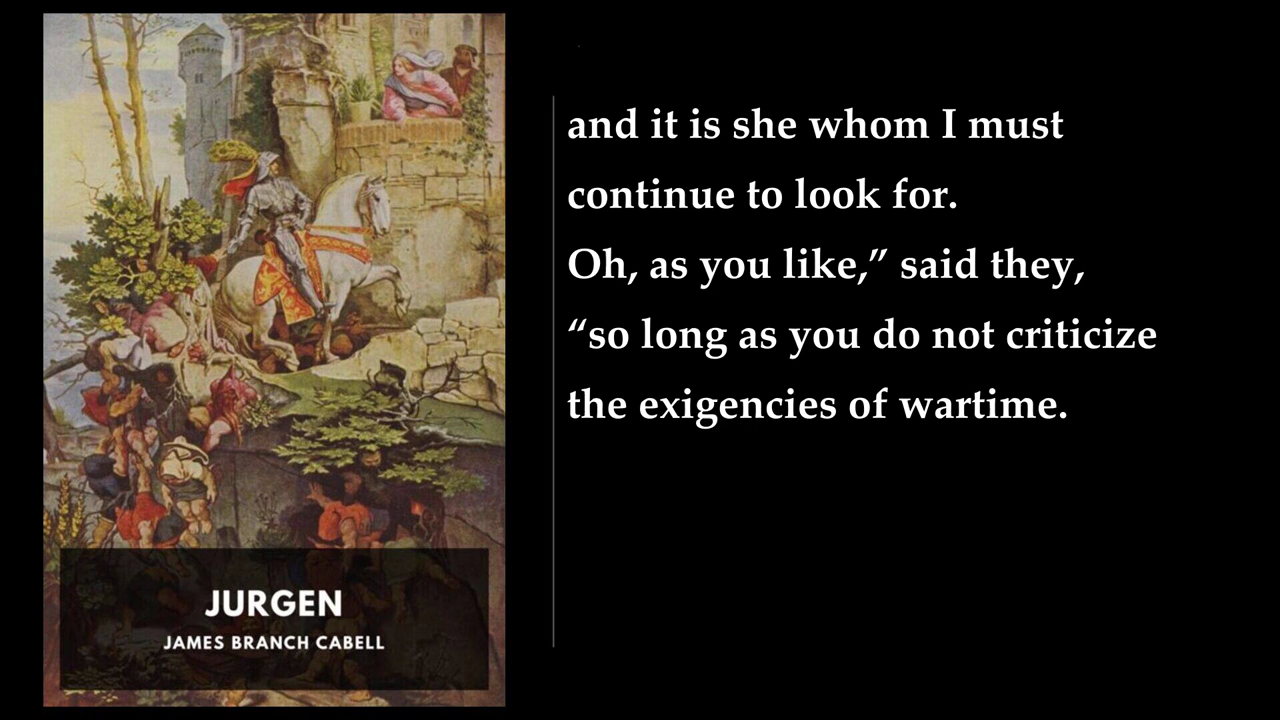 and it is she whom I must
continue to look for.
Oh, as you like,” said they,
“so long as you do not criticize
the exigencies of wartime.
JURGEN
JAMES BRANCH CABELL